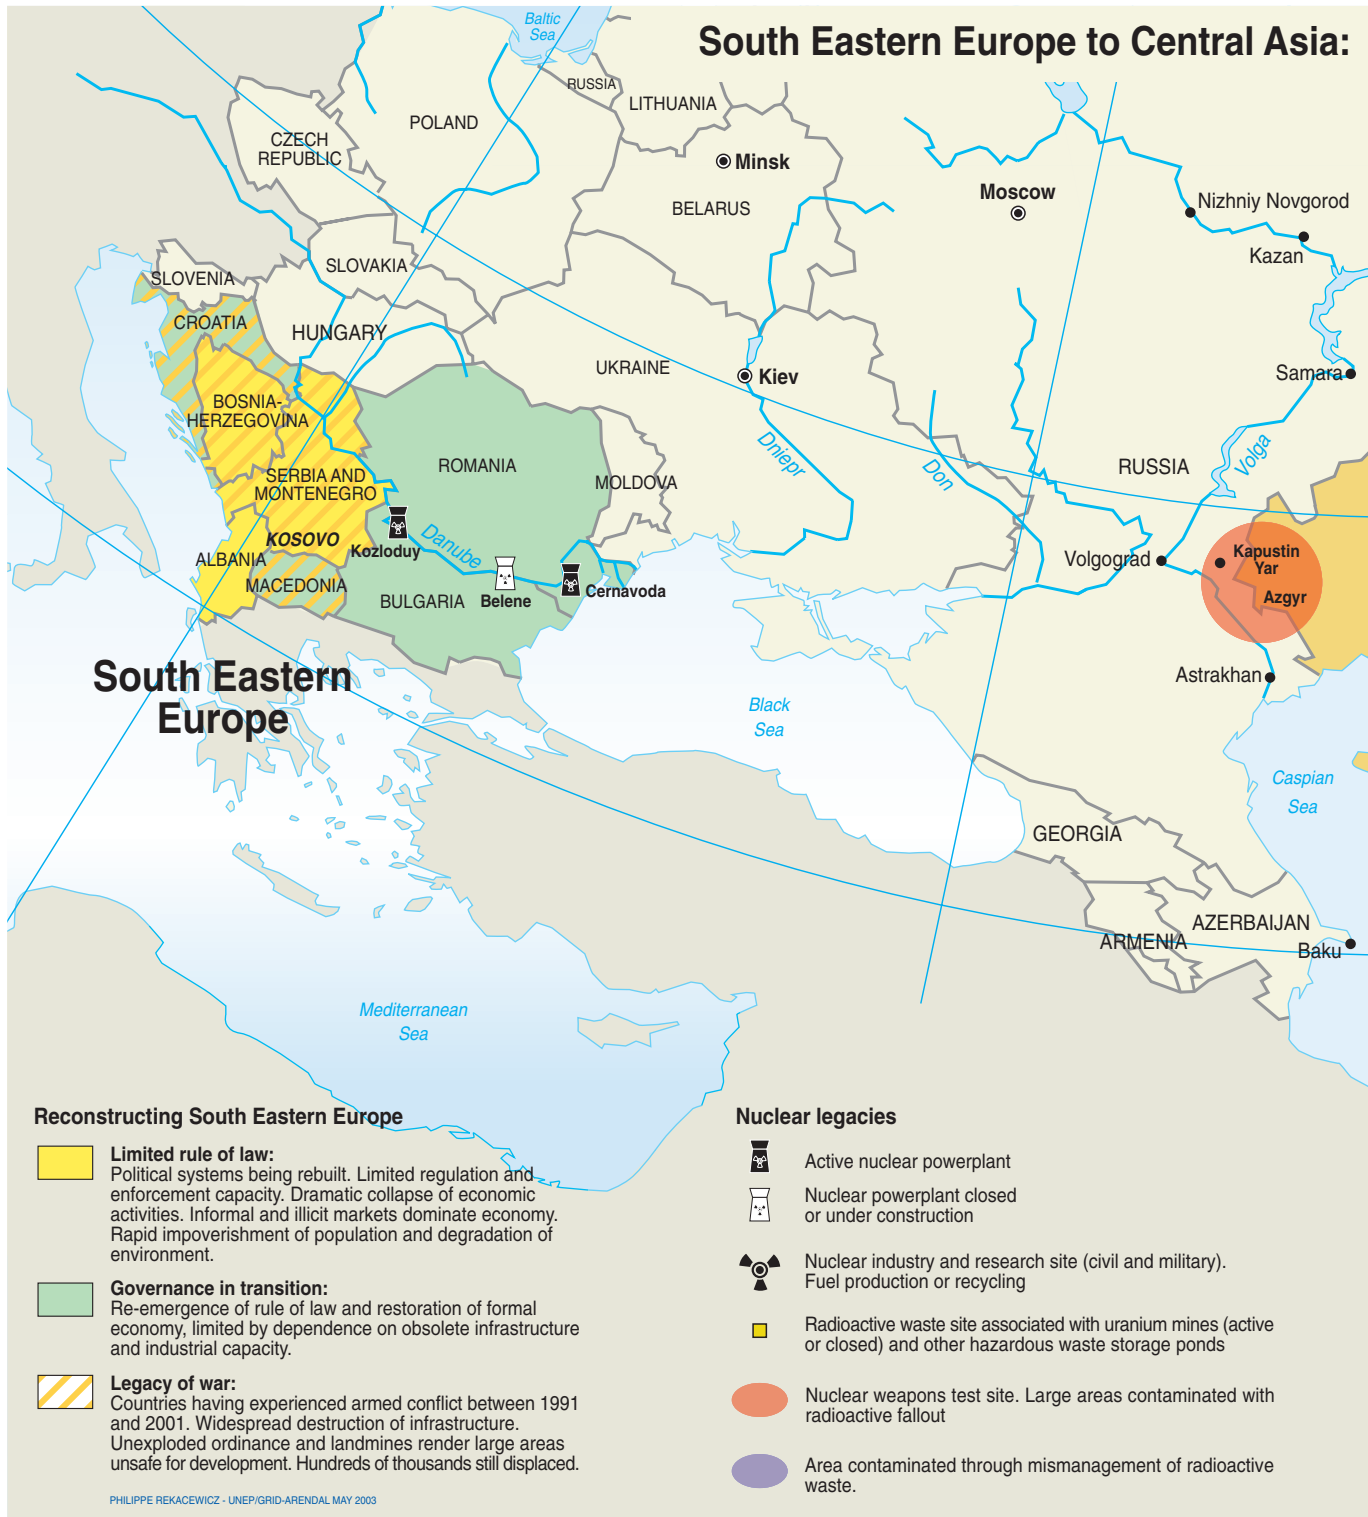 South Eastern Europe to Central Asia:
Baltic
Sea
RUSSIA
LITHUANIA
POLAND
CZECH
REPUBLIC
Minsk
BELARUS
Moscow
Nizhniy Novgorod
Kazan
SLOVAKIA
SLOVENIA
CROATIA
HUNGARY
UKRAINE
Kiev
Samara
BOSNIA-
HERZEGOVINA
Dniepr
Don
Volga
RUSSIA
ROMANIA
SERBIA AND
MONTENEGRO
MOLDOVA
KOSOVO
Kozloduy
Danube
Volgograd
Kapustin
Yar
Azgyr
ALBANIA
MACEDONIA
BULGARIA
Belene
Cernavoda
South Eastern
Europe
Astrakhan
Black
Sea
Caspian
Sea
GEORGIA
AZERBAIJAN
ARMENIA
Baku
Mediterranean
Sea
Reconstructing South Eastern Europe
Limited rule of law:
Political systems being rebuilt. Limited regulation and
enforcement capacity. Dramatic collapse of economic
activities. Informal and illicit markets dominate economy.
Rapid impoverishment of population and degradation of
environment.
Governance in transition:
Re-emergence of rule of law and restoration of formal
economy, limited by dependence on obsolete infrastructure
and industrial capacity.
Legacy of war:
Countries having experienced armed conflict between 1991
and 2001. Widespread destruction of infrastructure.
Unexploded ordinance and landmines render large areas
unsafe for development. Hundreds of thousands still displaced.
PHILIPPE REKACEWICZ - UNEP/GRID-ARENDAL MAY 2003
Nuclear legacies
Active nuclear powerplant
Nuclear powerplant closed
or under construction
Nuclear industry and research site (civil and military).
Fuel production or recycling
Radioactive waste site associated with uranium mines (active
or closed) and other hazardous waste storage ponds
Nuclear weapons test site. Large areas contaminated with
radioactive fallout
Area contaminated through mismanagement of radioactive
waste.